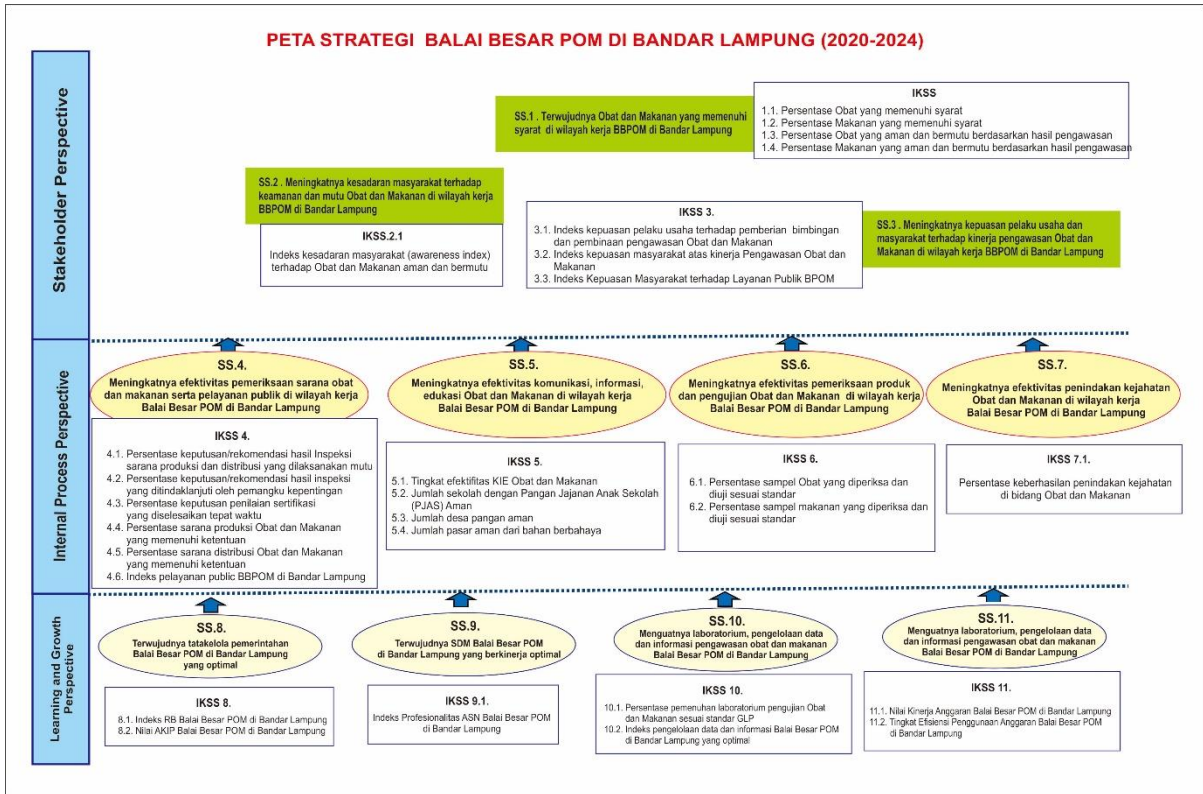 PETA STRATEGI BALAI BESAR POM DI BANDAR LAMPUNG (2020-2024)
Stakeholder Perspective
SS.1 . Terwujudnya Obat dan Makanan yang memenuhi
syarat di wilayah kerja BBPOM di Bandar Lampung
IKSS
1.1. Persentase Obat yang memenuhi syarat
1.2. Persentase Makanan yang memenuhi syarat
1.3. Persentase Obat yang aman dan bermutu berdasarkan hasil pengawasan
1.4. Persentase Makanan yang aman dan bermutu berdasarkan hasil pengawasan
SS.2 . Meningkatnya kesadaran masyarakat terhadap
keamanan dan mutu Obat dan Makanan di wilayah kerja
BBPOM di Bandar Lampung
IKSS.2.1
Indeks kesadaran masyarakat (awareness index)
terhadap Obat dan Makanan aman dan bermutu
IKSS 3.
3.1. Indeks kepuasan pelaku usaha terhadap pemberian bimbingan
dan pembinaan pengawasan Obat dan Makanan
3.2. Indeks kepuasan masyarakat atas kinerja Pengawasan Obat dan
Makanan
3.3. Indeks Kepuasan Masyarakat terhadap Layanan Publik BPOM
SS.3 . Meningkatnya kepuasan pelaku usaha dan
masyarakat terhadap kinerja pengawasan Obat dan
Makanan di wilayah kerja BBPOM di Bandar Lampung
Internal Process Perspective
SS.4.
Meningkatnya efektivitas pemeriksaan sarana obat
dan makanan serta pelayanan publik di wilayah kerja
Balai Besar POM di Bandar Lampung
IKSS 4.
4.1. Persentase keputusan/rekomendasi hasil Inspeksi
sarana produksi dan distribusi yang dilaksanakan mutu
4.2. Persentase keputusan/rekomendasi hasil inspeksi
yang ditindaklanjuti oleh pemangku kepentingan
4.3. Persentase keputusan penilaian sertifikasi
yang diselesaikan tepat waktu
4.4. Persentase sarana produksi Obat dan Makanan
yang memenuhi ketentuan
4.5. Persentase sarana distribusi Obat dan Makanan
yang memenuhi ketentuan
4.6. Indeks pelayanan public BBPOM di Bandar Lampung
SS.5.
Meningkatnya efektivitas komunikasi, informasi,
edukasi Obat dan Makanan di wilayah kerja
Balai Besar POM di Bandar Lampung
IKSS 5.
5.1. Tingkat efektifitas KIE Obat dan Makanan
5.2. Jumlah sekolah dengan Pangan Jajanan Anak Sekolah
(PJAS) Aman
5.3. Jumlah desa pangan aman
5.4. Jumlah pasar aman dari bahan berbahaya
SS.6.
Meningkatnya efektivitas pemeriksaan produk
dan pengujian Obat dan Makanan di wilayah kerja
Balai Besar POM di Bandar Lampung
IKSS 6.
6.1. Persentase sampel Obat yang diperiksa dan
diuji sesuai standar
6.2. Persentase sampel makanan yang diperiksa dan
diuji sesuai standar
SS.7.
Meningkatnya efektivitas penindakan kejahatan
Obat dan Makanan di wilayah kerja
Balai Besar POM di Bandar Lampung
IKSS 7.1.
Persentase keberhasilan penindakan kejahatan
di bidang Obat dan Makanan
Learning and Growth
Perspective
SS.8.
Terwujudnya tatakelola pemerintahan
Balai Besar POM di Bandar Lampung
yang optimal
IKSS 8.
8.1. Indeks RB Balai Besar POM di Bandar Lampung
8.2. Nilai AKIP Balai Besar POM di Bandar Lampung
SS.9.
Terwujudnya SDM Balai Besar POM
di Bandar Lampung yang berkinerja optimal
IKSS 9.1.
Indeks Profesionalitas ASN Balai Besar POM
di Bandar Lampung
SS.10.
Menguatnya laboratorium, pengelolaan data
dan informasi pengawasan obat dan makanan
Balai Besar POM di Bandar Lampung
IKSS 10.
10.1. Persentase pemenuhan laboratorium pengujian Obat
dan Makanan sesuai standar GLP
10.2. Indeks pengelolaan data dan informasi Balai Besar POM
di Bandar Lampung yang optimal
SS.11.
Menguatnya laboratorium, pengelolaan data
dan informasi pengawasan obat dan makanan
Balai Besar POM di Bandar Lampung
IKSS 11.
11.1. Nilai Kinerja Anggaran Balai Besar POM di Bandar Lampung
11.2. Tingkat Efisiensi Penggunaan Anggaran Balai Besar POM
di Bandar Lampung